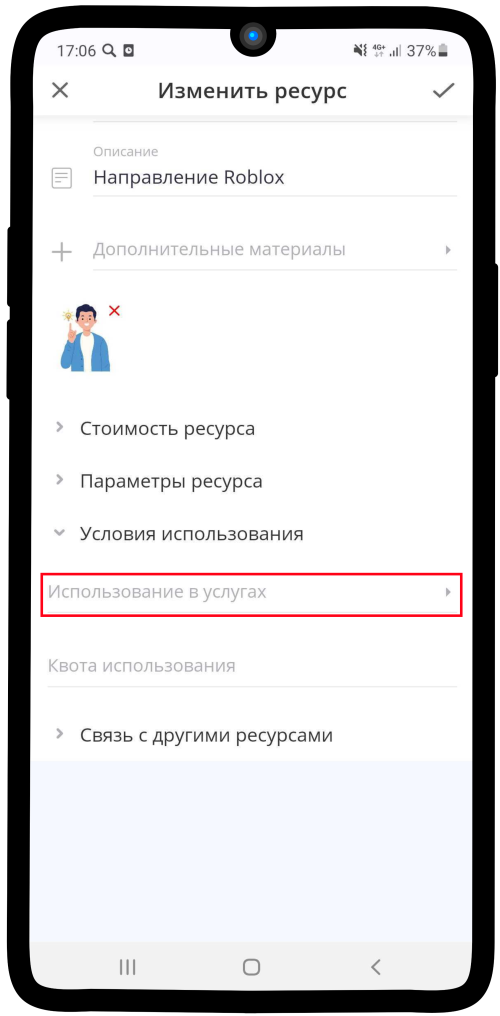 17:06 4G+ 37%
Изменить ресурс
Описание
Направление Roblox
Дополнительные материалы
Стоимость ресурса
Параметры ресурса
Условия использования
Использование в услугах
Квота использования
Связь с другими ресурсами